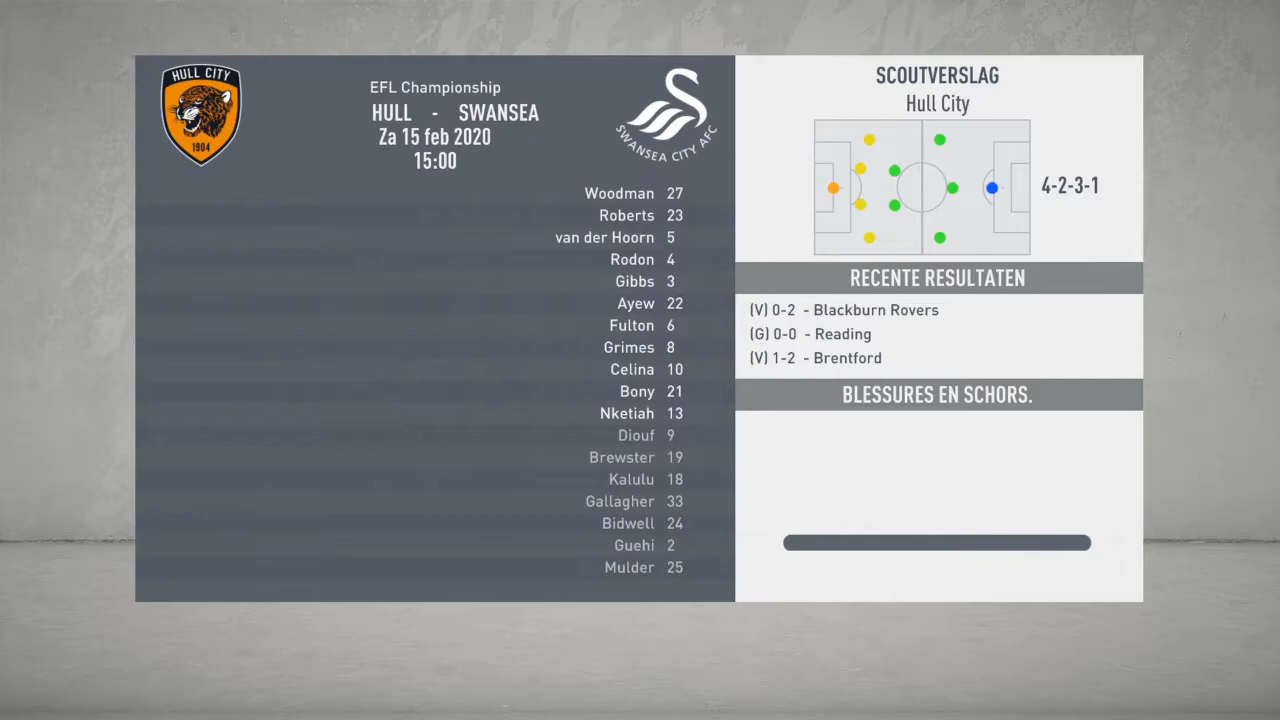 HULL CITY
1904
EFL Championship
HULL - SWANSEA
Za 15 feb 2020
15:00
SWANSEA CITY AFC
Woodman 27
Roberts 23
van der Hoorn 5
Rodon 4
Gibbs 3
Ayew 22
Fulton 6
Grimes 8
Celina 10
Bony 21
Nketiah 13
Diouf 9
Brewster 19
Kalulu 18
Gallagher 33
Bidwell 24
Guehi 2
Mulder 25
SCOUTVERSLAG
Hull City
4-2-3-1
RECENTE RESULTATEN
(V) 0-2 - Blackburn Rovers
(G) 0-0 - Reading
(V) 1-2 - Brentford
BLESSURES EN SCHORS.